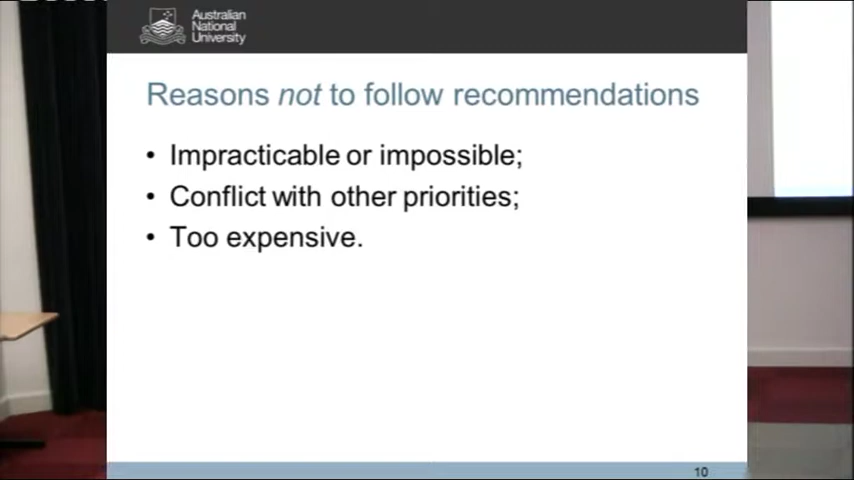 Australian
National
University
Reasons not to follow recommendations
• Impracticable or impossible;
• Conflict with other priorities;
• Too expensive.
10